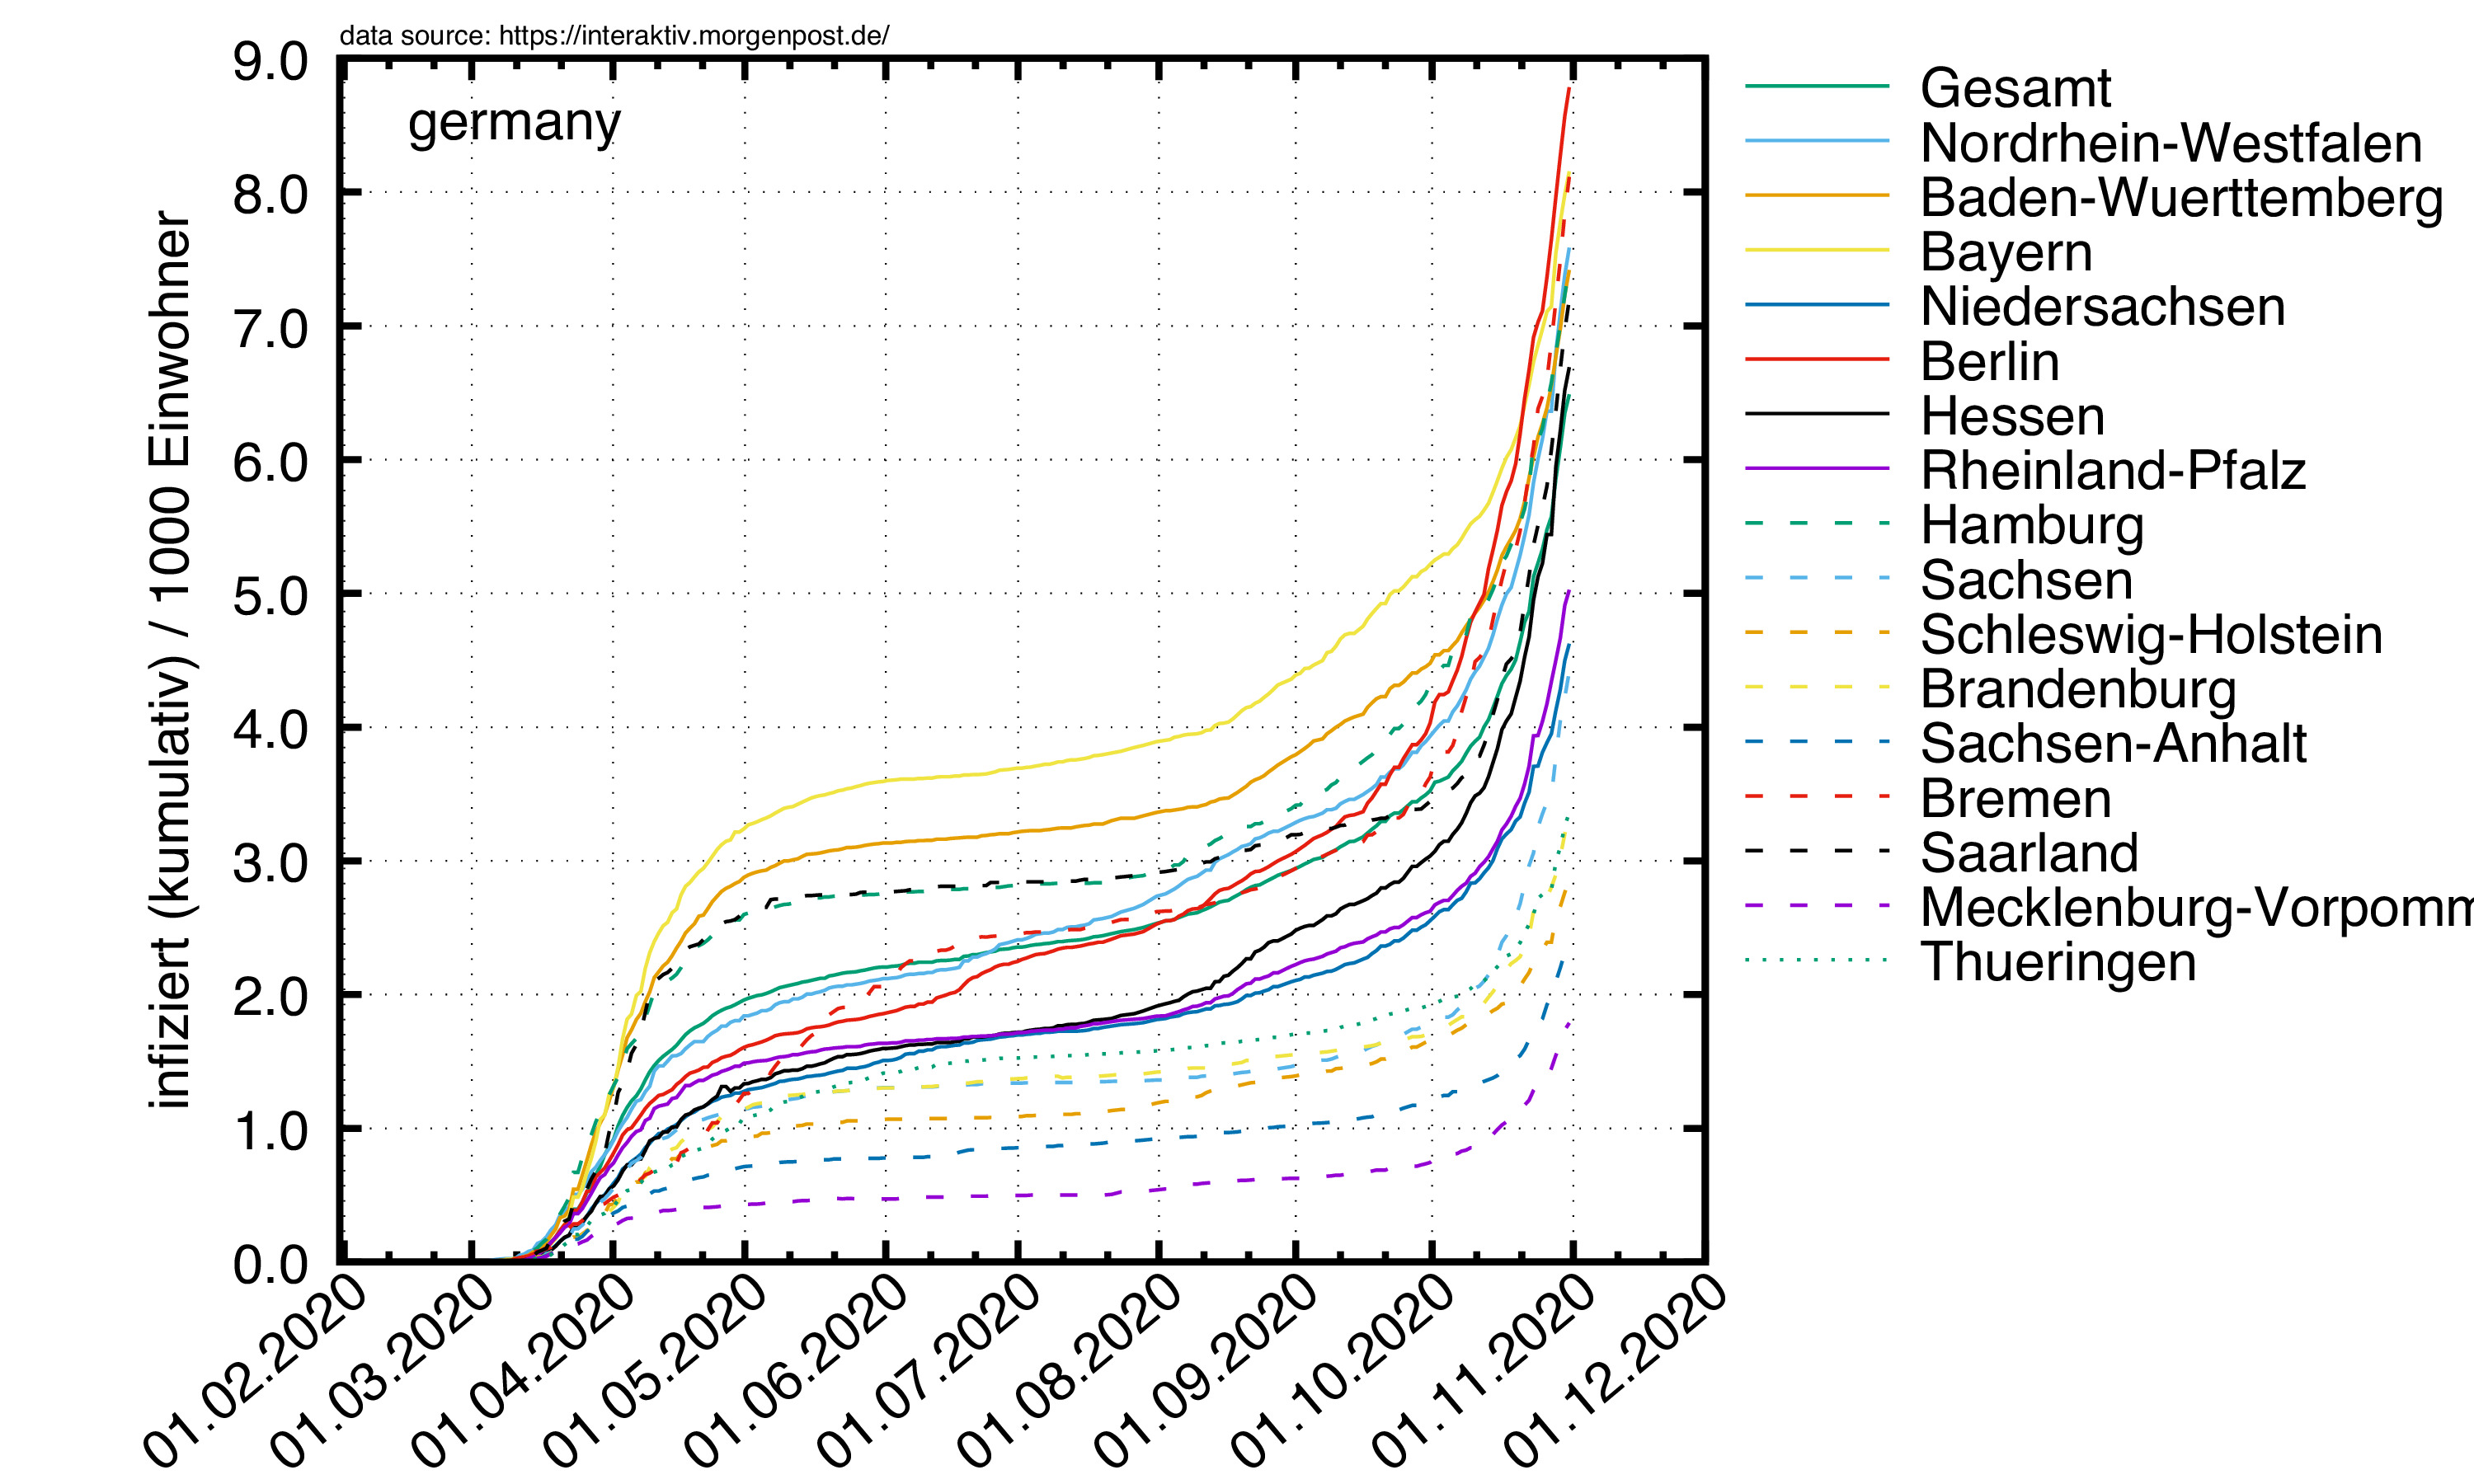 data source: https://interaktiv.morgenpost.de/
germany
infiziert (kumulativ) / 1000 Einwohner
9.0
8.0
7.0
6.0
5.0
4.0
3.0
2.0
1.0
0.0
01.02.2020
01.03.2020
01.04.2020
01.05.2020
01.06.2020
01.07.2020
01.08.2020
01.09.2020
01.10.2020
01.11.2020
01.12.2020
Gesamt
Nordrhein-Westfalen
Baden-Wuerttemberg
Bayern
Niedersachsen
Berlin
Hessen
Rheinland-Pfalz
Hamburg
Sachsen
Schleswig-Holstein
Brandenburg
Sachsen-Anhalt
Bremen
Saarland
Mecklenburg-Vorpomm
Thueringen